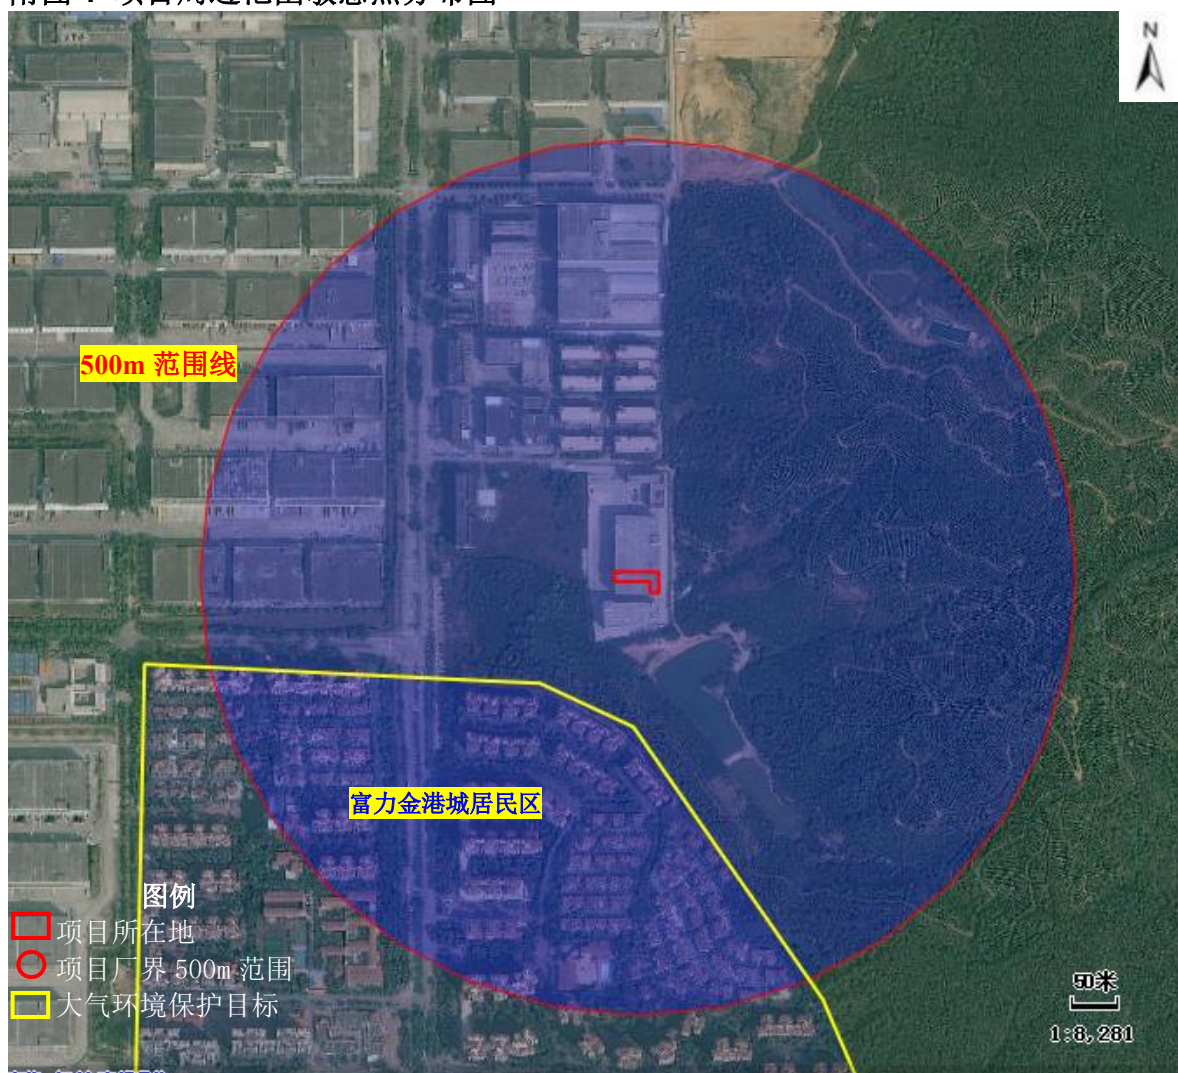 N
500m 范围线
富力金港城居民区
图例
项目所在地
项目厂界 500m 范围
大气环境保护目标
50米
1:8,281